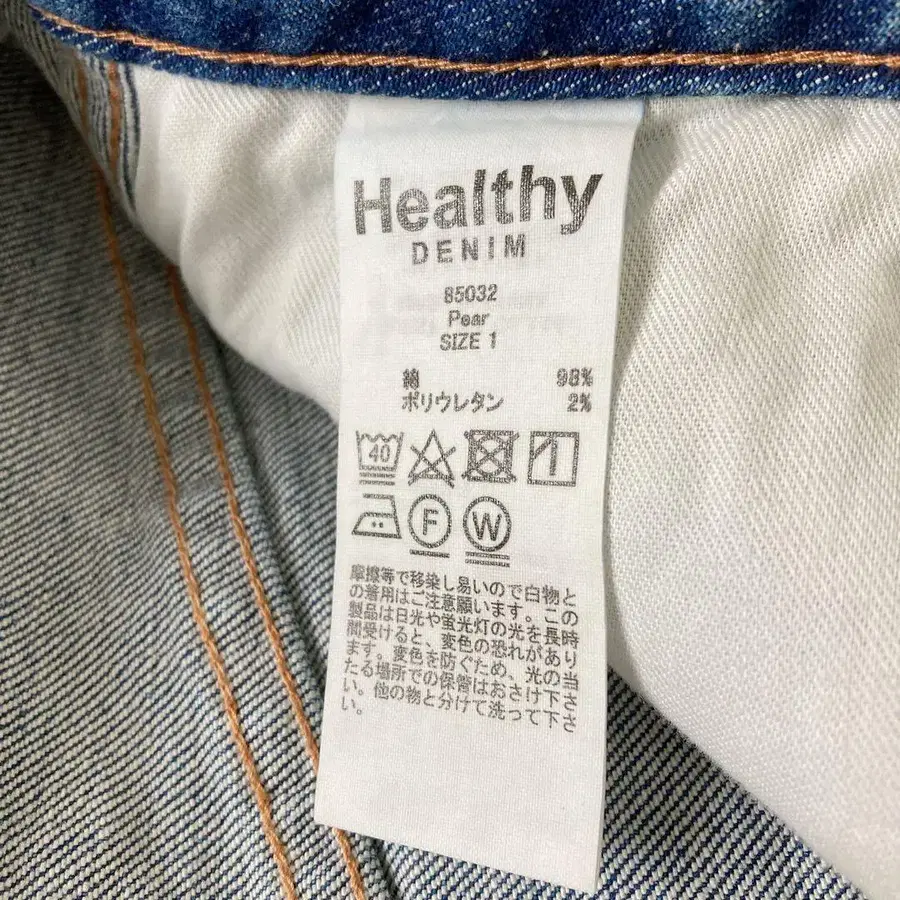 Healthy
DENIM
85032
Pear
SIZE 1
綿 98%
ポリウレタン 2%
40
F
W
摩擦等で移染し易いので白物と
の着用はご注意願います。この
製品は日光や蛍光灯の光を長時
間受けると、変色の恐れがあり
ます。変色を防ぐため、光の当
たる場所での保管はおさけ下さ
い。他の物と分けて洗って下さ
い。